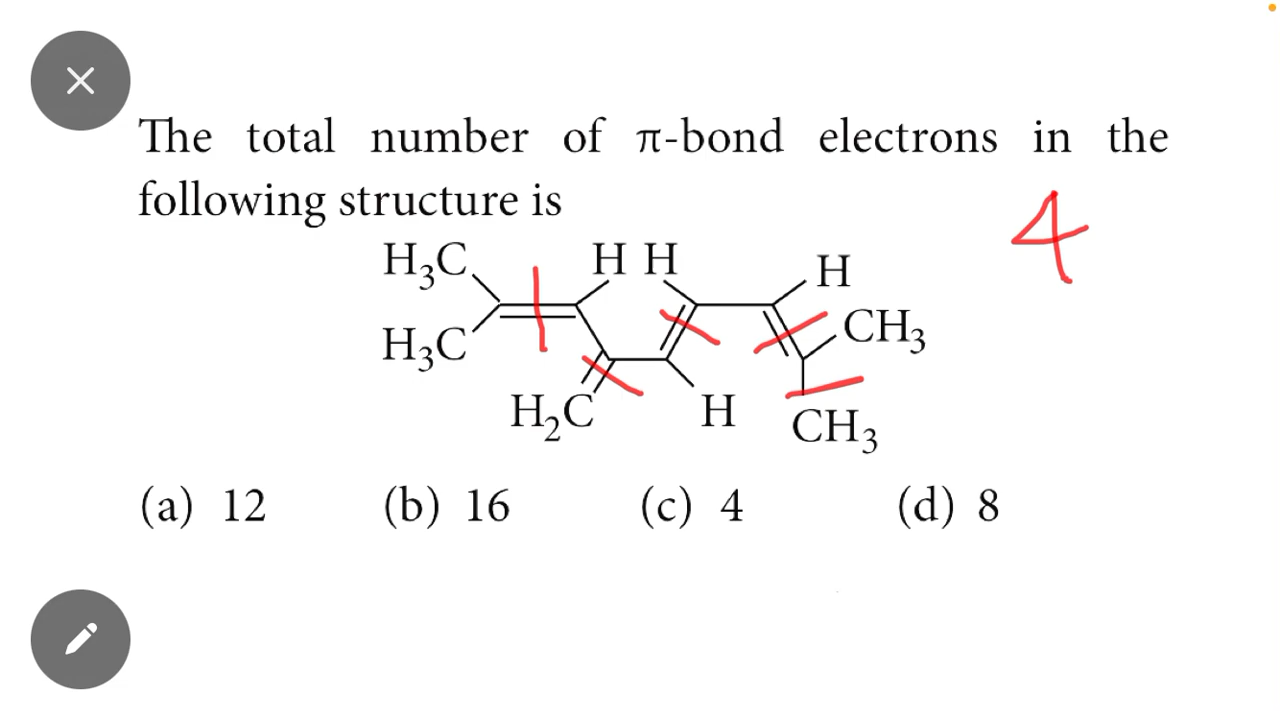 The total number of π-bond electrons in the
following structure is
4
H₃C H H H
H₃C CH₃
H₂C H CH₃
(a) 12 (b) 16 (c) 4 (d) 8